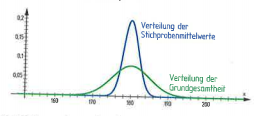 0,2
Verteilung der
Stichprobenmittelwerte
0,15
0,1
Verteilung der
Grundgesamtheit
0,05
160 170 180 190 200